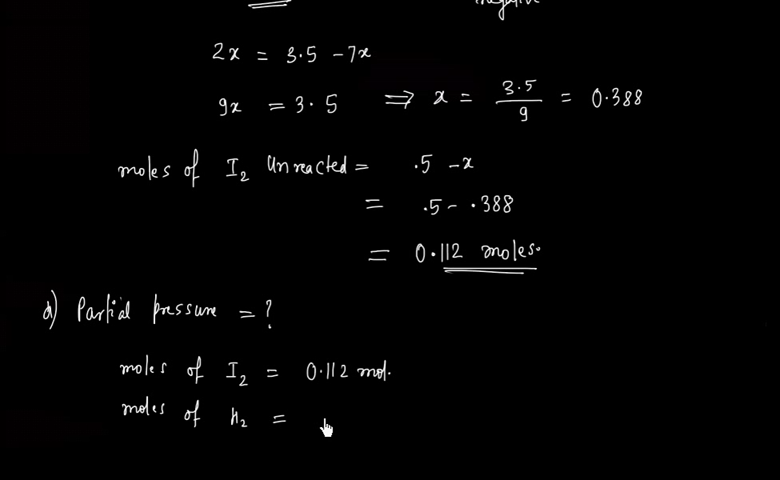 negative
2x = 3.5 - 7x
9x = 3.5 ⟹ x = 3.5/9 = 0.388
moles of I₂ Unreacted = .5 - x
= .5 - .388
= 0.112 moles.
d) Partial pressure = ?
moles of I₂ = 0.112 mol.
moles of H₂ =